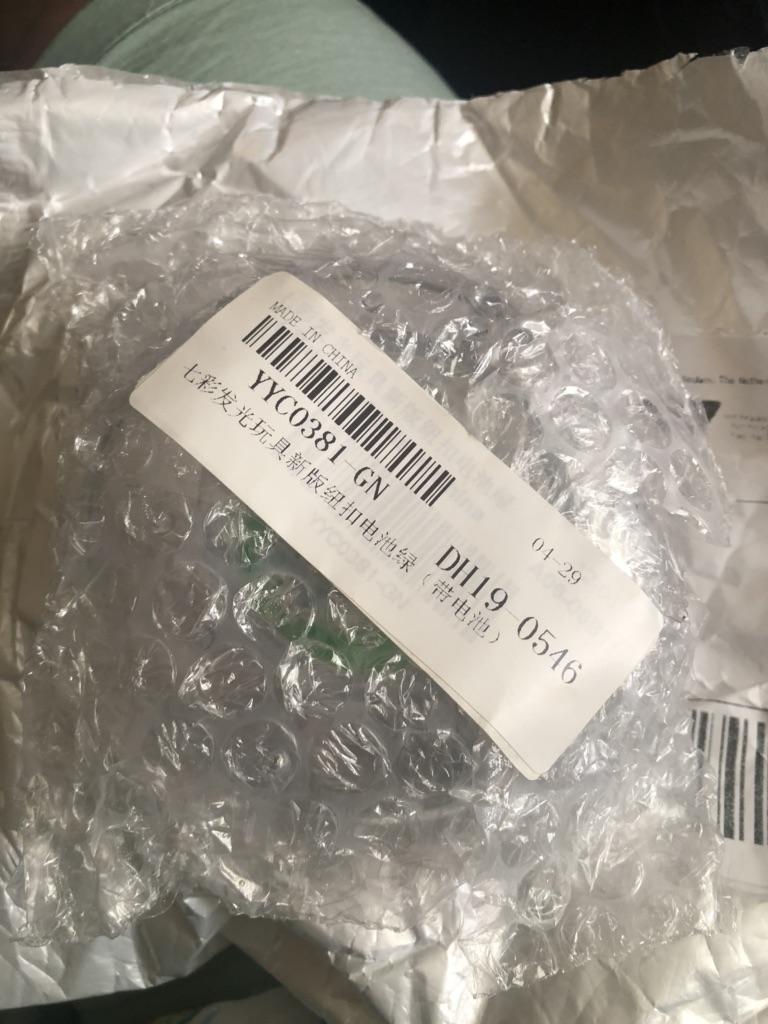 MADE IN CHINA
YYC0381-GN
七彩发光玩具新版纽扣电池绿（带电池）
04-29
DH19-0546